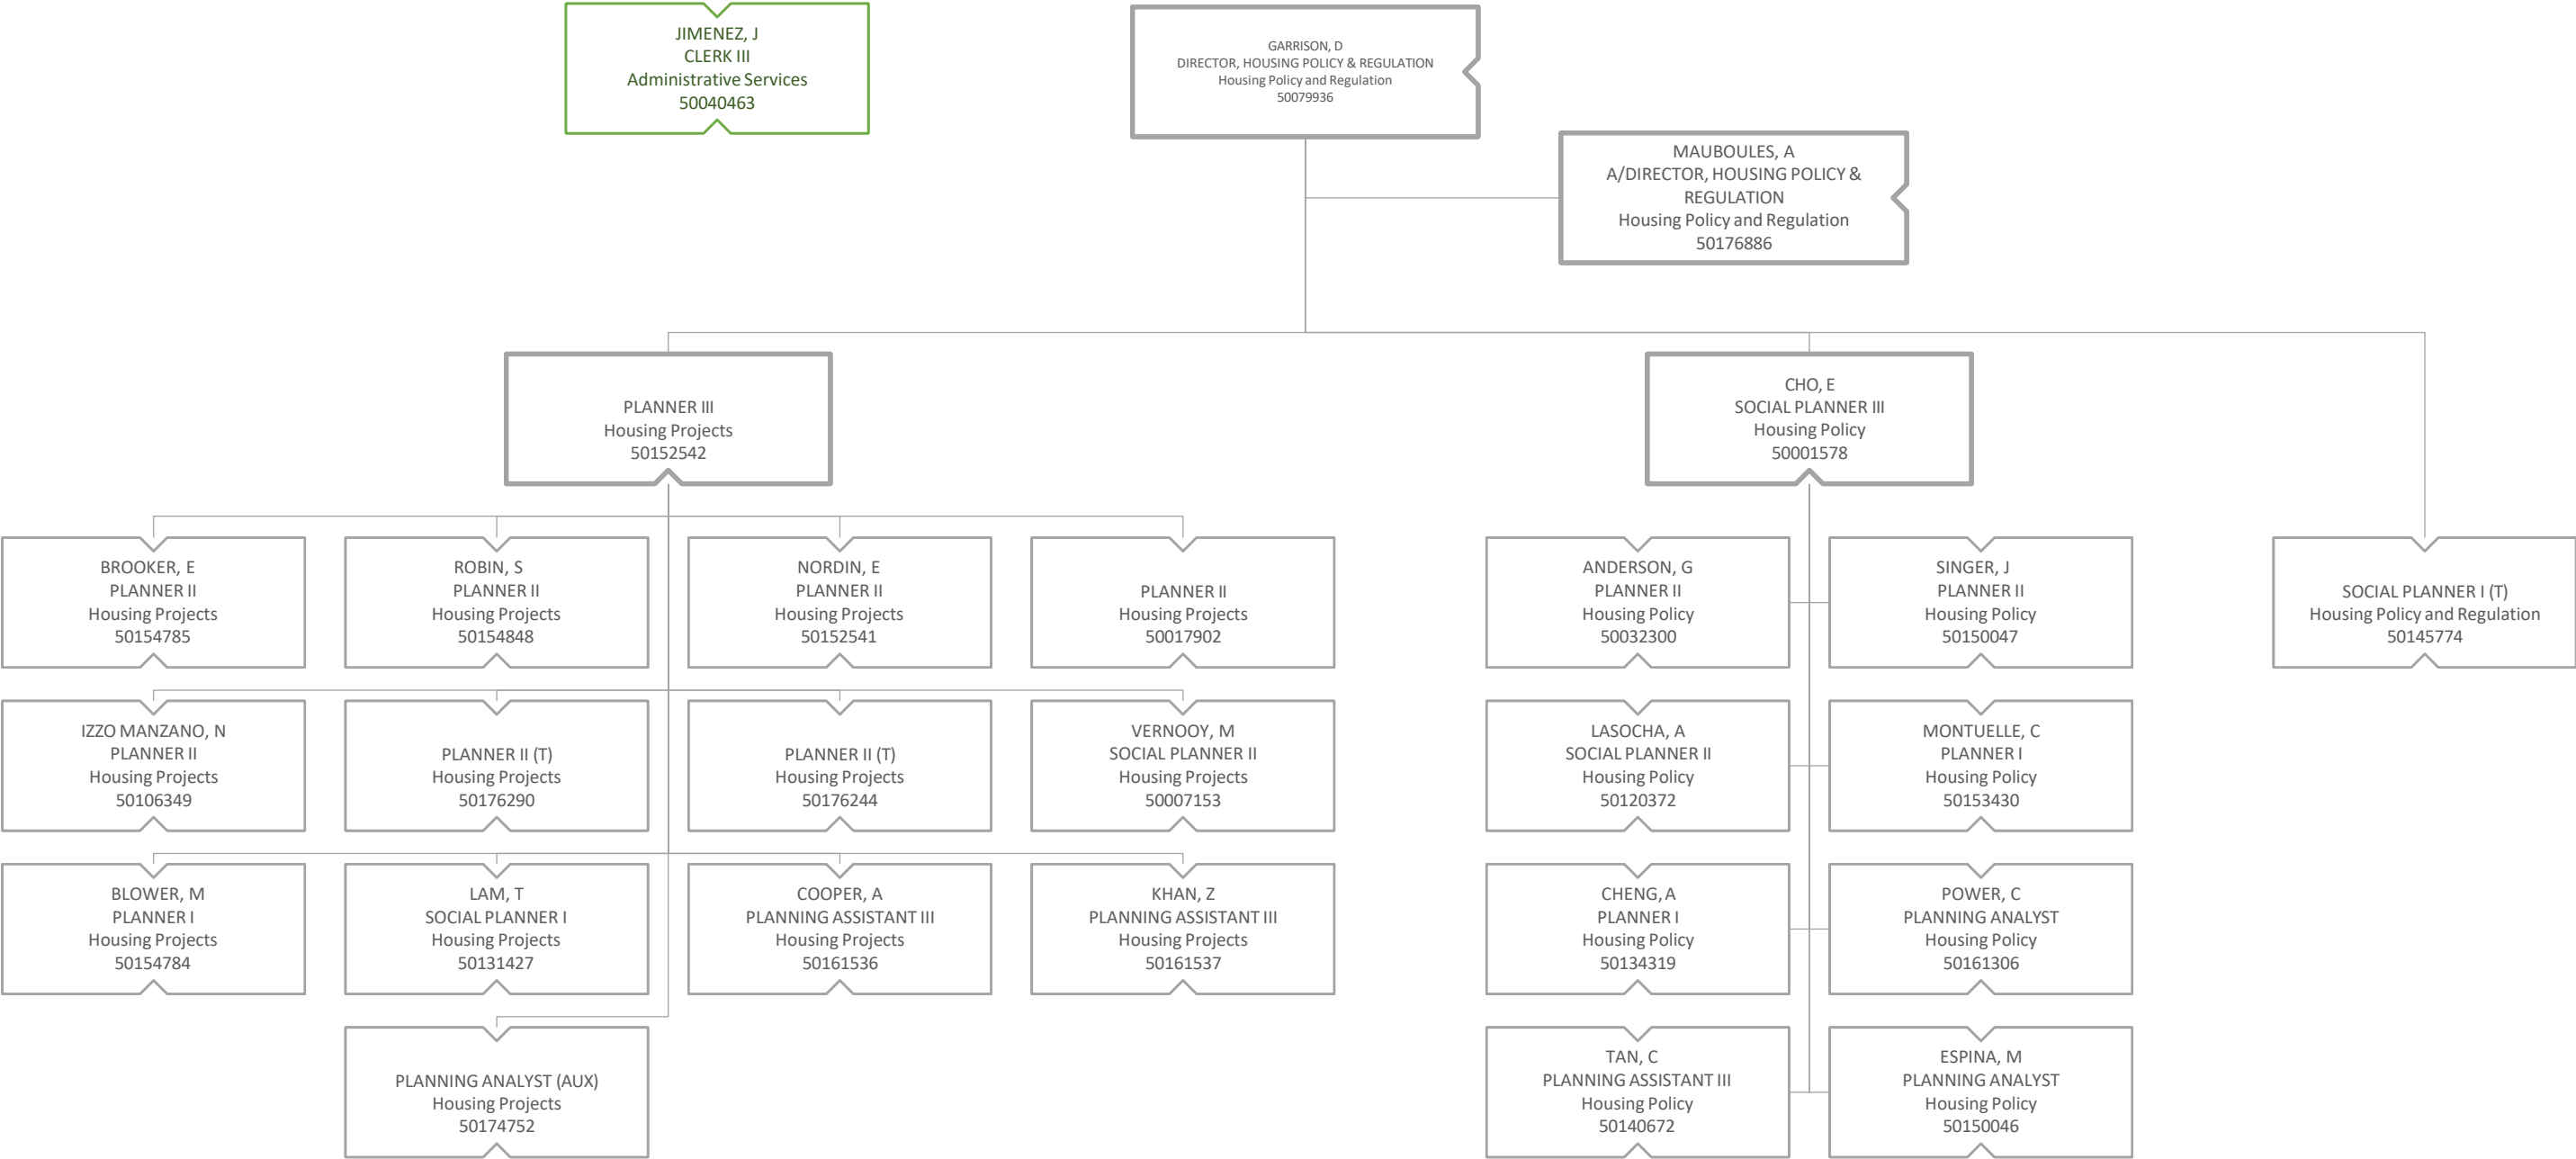 JIMENEZ, J
CLERK III
Administrative Services
50040463
GARRISON, D
DIRECTOR, HOUSING POLICY & REGULATION
Housing Policy and Regulation
50079936
MAUBOULES, A
A/DIRECTOR, HOUSING POLICY &
REGULATION
Housing Policy and Regulation
50176886
PLANNER III
Housing Projects
50152542
CHO, E
SOCIAL PLANNER III
Housing Policy
50001578
BROOKER, E
PLANNER II
Housing Projects
50154785
ROBIN, S
PLANNER II
Housing Projects
50154848
NORDIN, E
PLANNER II
Housing Projects
50152541
PLANNER II
Housing Projects
50017902
ANDERSON, G
PLANNER II
Housing Policy
50032300
SINGER, J
PLANNER II
Housing Policy
50150047
SOCIAL PLANNER I (T)
Housing Policy and Regulation
50145774
IZZO MANZANO, N
PLANNER II
Housing Projects
50106349
PLANNER II (T)
Housing Projects
50176290
PLANNER II (T)
Housing Projects
50176244
VERNOOY, M
SOCIAL PLANNER II
Housing Projects
50007153
LASOCHA, A
SOCIAL PLANNER II
Housing Policy
50120372
MONTUELLE, C
PLANNER I
Housing Policy
50153430
BLOWER, M
PLANNER I
Housing Projects
50154784
LAM, T
SOCIAL PLANNER I
Housing Projects
50131427
COOPER, A
PLANNING ASSISTANT III
Housing Projects
50161536
KHAN, Z
PLANNING ASSISTANT III
Housing Projects
50161537
CHENG, A
PLANNER I
Housing Policy
50134319
POWER, C
PLANNING ANALYST
Housing Policy
50161306
PLANNING ANALYST (AUX)
Housing Projects
50174752
TAN, C
PLANNING ASSISTANT III
Housing Policy
50140672
ESPINA, M
PLANNING ANALYST
Housing Policy
50150046